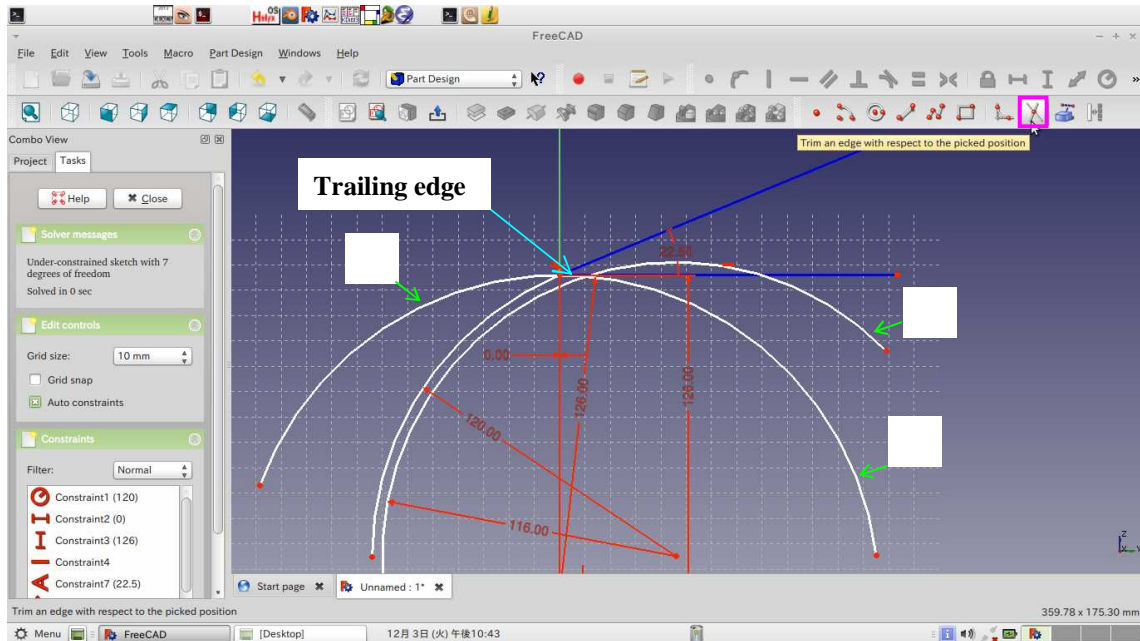 HelyX OS
FreeCAD
File Edit View Tools Macro Part Design Windows Help
Part Design
»
Combo View
Trim an edge with respect to the picked position
Project Tasks
Help Close
Trailing edge
Solver messages
Under-constrained sketch with 7
degrees of freedom
Solved in 0 sec
22.50
Edit controls
Grid size: 10 mm
Grid snap
Auto constraints
0.00
126.00
126.00
120.00
116.00
Constraints
Filter: Normal
Constraint1 (120)
Constraint2 (0)
Constraint3 (126)
Constraint4
Constraint7 (22.5)
Start page Unnamed : 1*
Trim an edge with respect to the picked position
359.78 x 175.30 mm
Menu FreeCAD [Desktop] 12月 3日 (火) 午後10:43